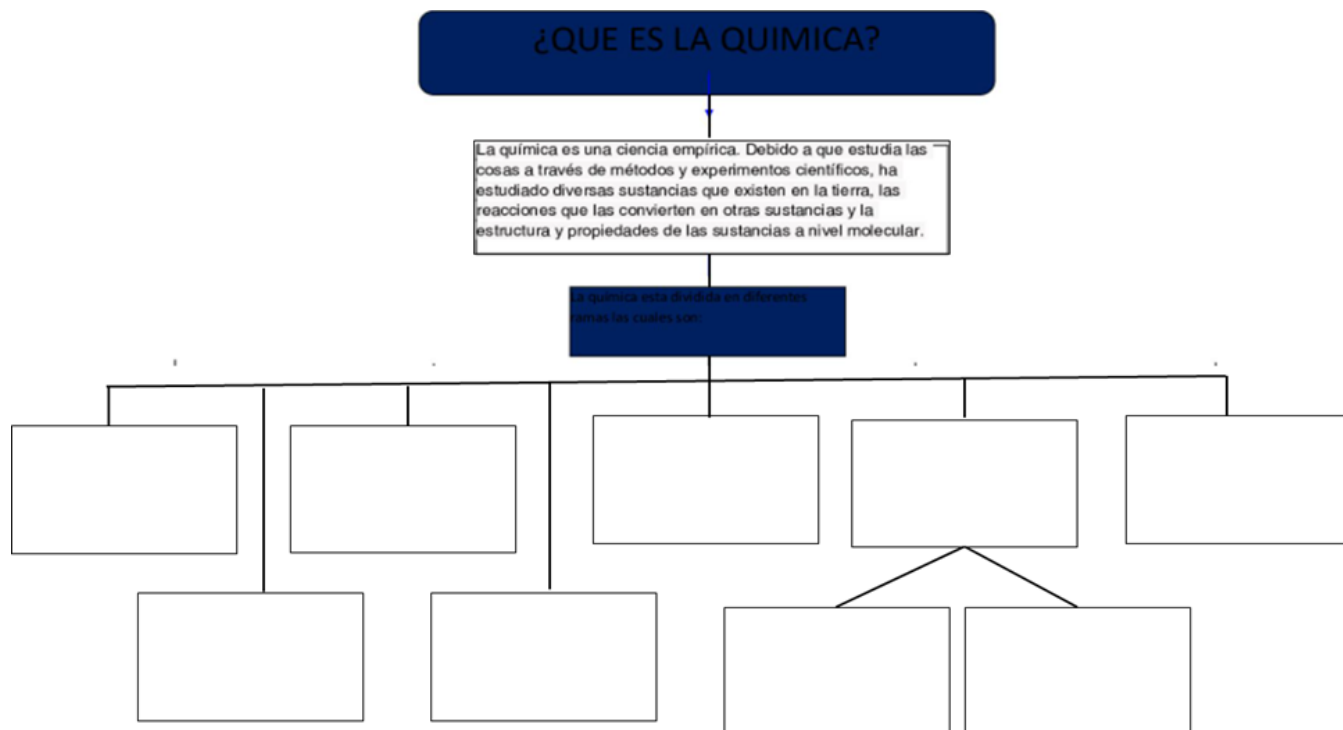 ¿QUE ES LA QUIMICA?
La química es una ciencia empírica. Debido a que estudia las
cosas a través de métodos y experimentos científicos, ha
estudiado diversas sustancias que existen en la tierra, las
reacciones que las convierten en otras sustancias y la
estructura y propiedades de las sustancias a nivel molecular.
La quimica esta dividida en diferentes
ramas las cuales son: